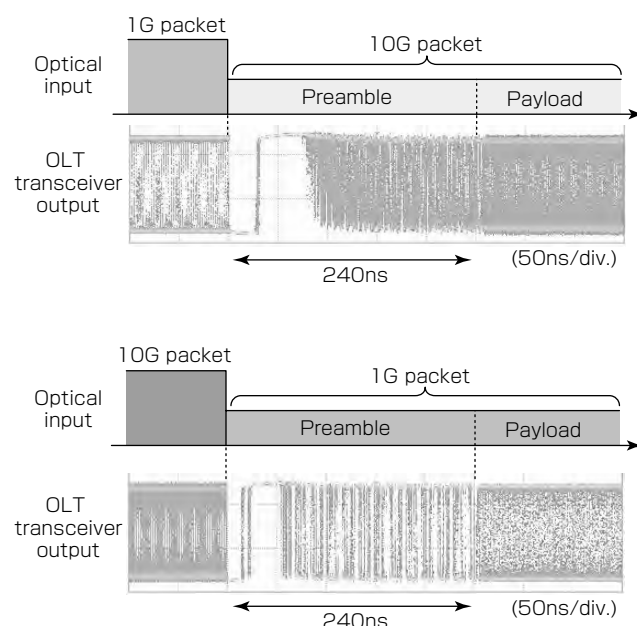 1G packet
10G packet
Optical
input
Preamble
Payload
OLT
transceiver
output
240ns
(50ns/div.)
10G packet
1G packet
Optical
input
Preamble
Payload
OLT
transceiver
output
240ns
(50ns/div.)